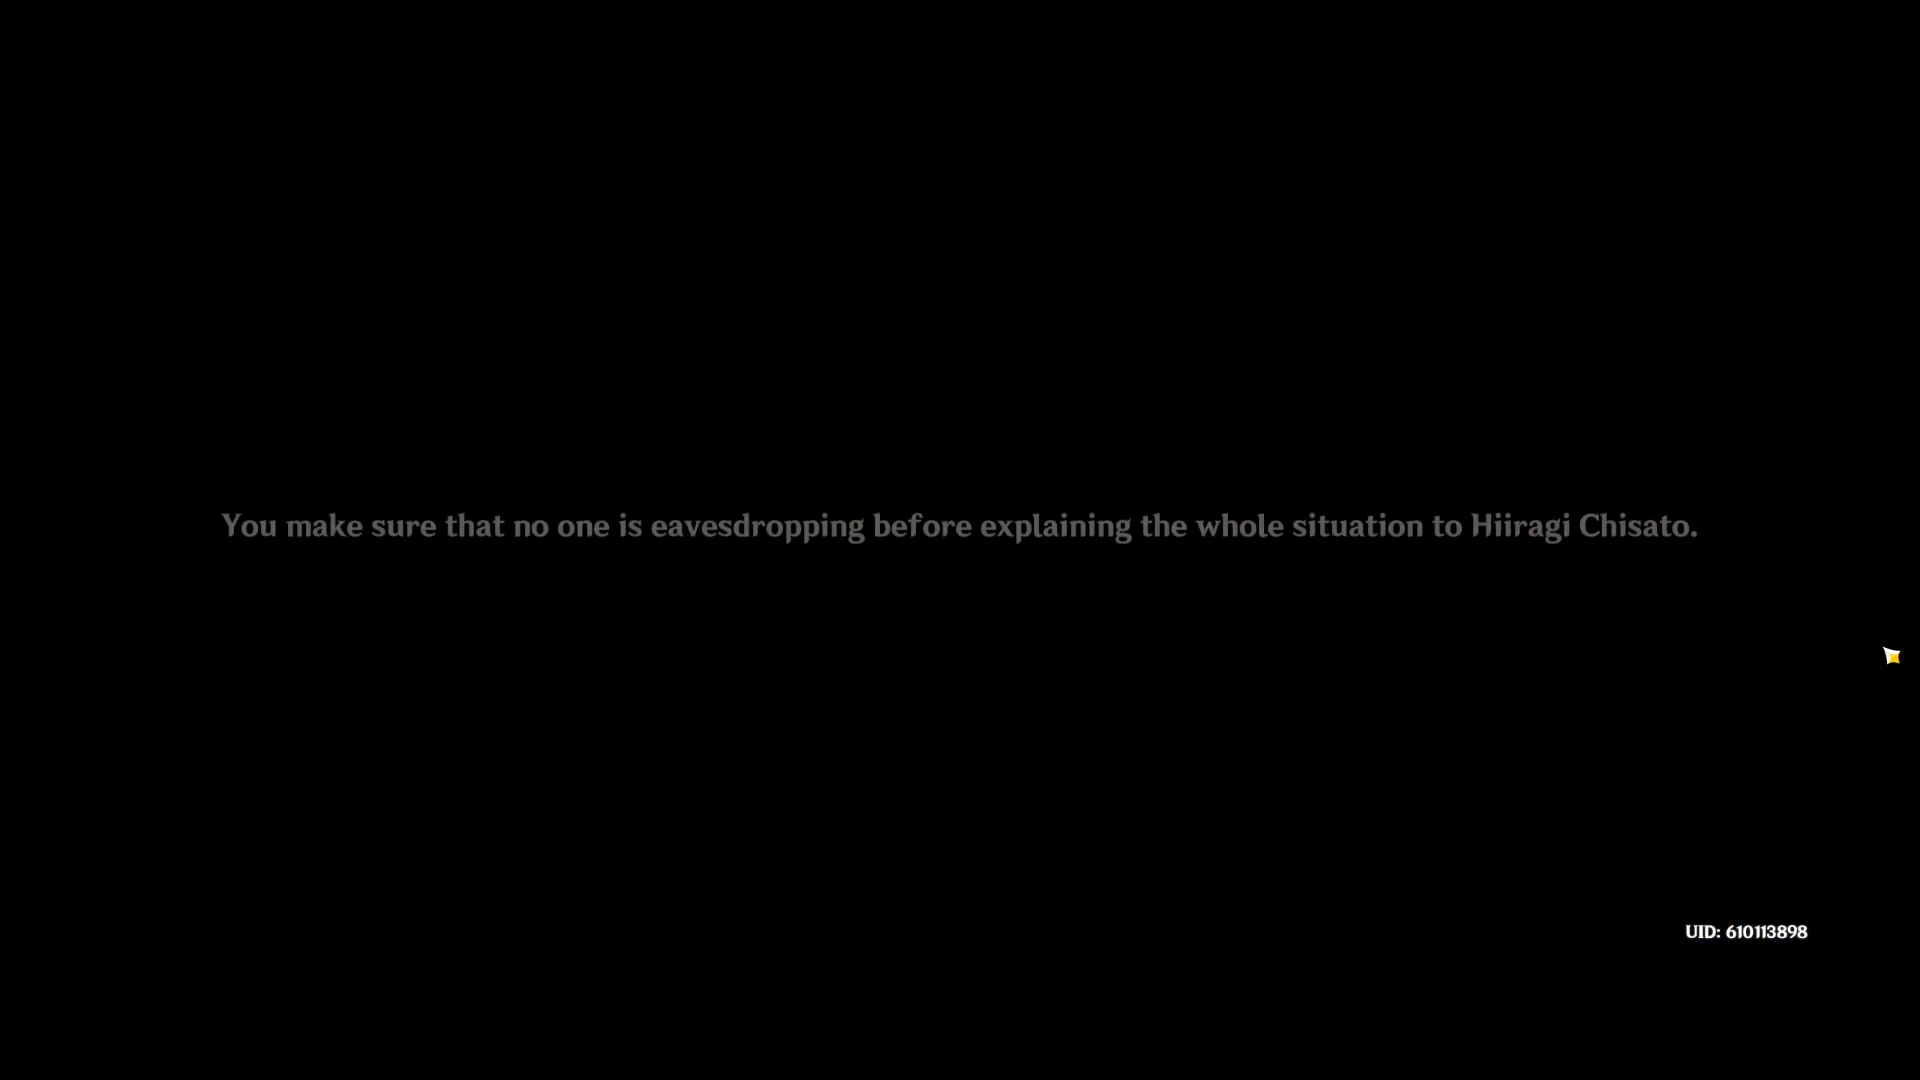 You make sure that no one is eavesdropping before explaining the whole situation to Hiiragi Chisato.
UID: 610113898